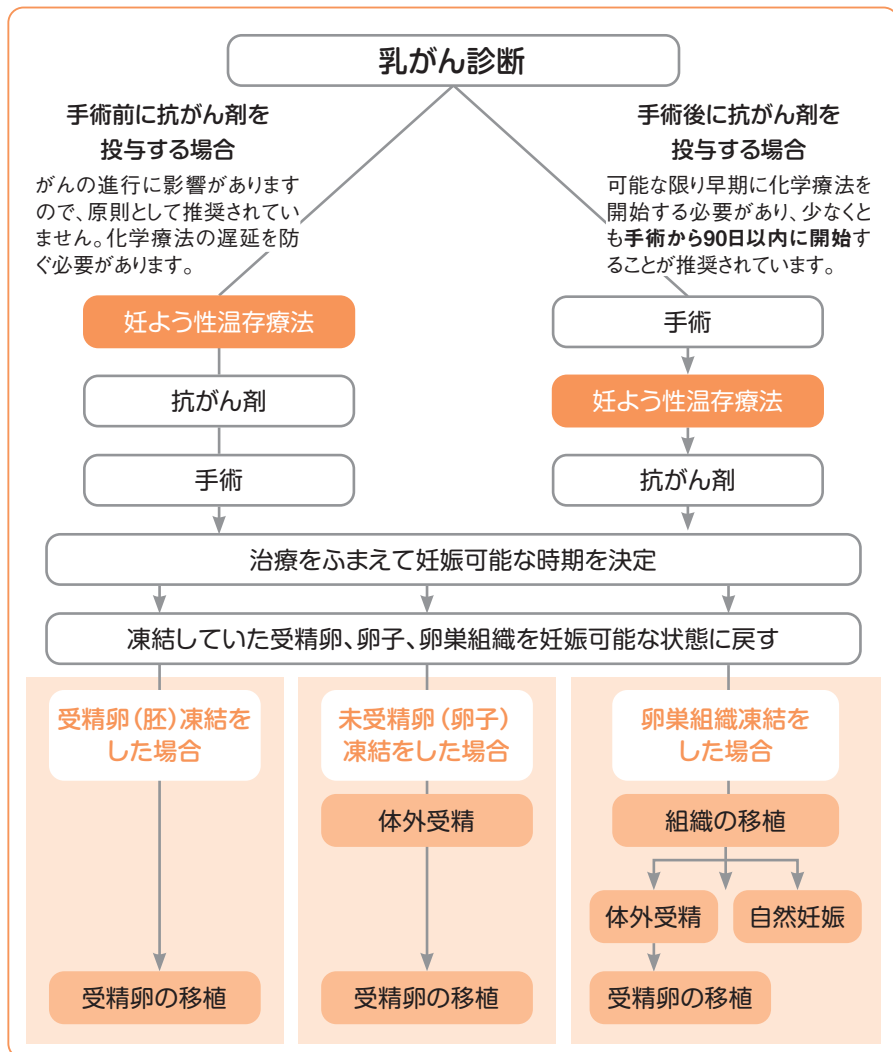 乳がん診断
手術前に抗がん剤を
投与する場合
がんの進行に影響があります
ので、原則として推奨されてい
ません。化学療法の遅延を防
ぐ必要があります。
手術後に抗がん剤を
投与する場合
可能な限り早期に化学療法を
開始する必要があり、少なくと
も手術から90日以内に開始す
ることが推奨されています。
妊よう性温存療法
抗がん剤
手術
手術
妊よう性温存療法
抗がん剤
治療をふまえて妊娠可能な時期を決定
凍結していた受精卵、卵子、卵巣組織を妊娠可能な状態に戻す
受精卵(胚)凍結を
した場合
受精卵の移植
未受精卵(卵子)
凍結をした場合
体外受精
受精卵の移植
卵巣組織凍結を
した場合
組織の移植
体外受精
自然妊娠
受精卵の移植